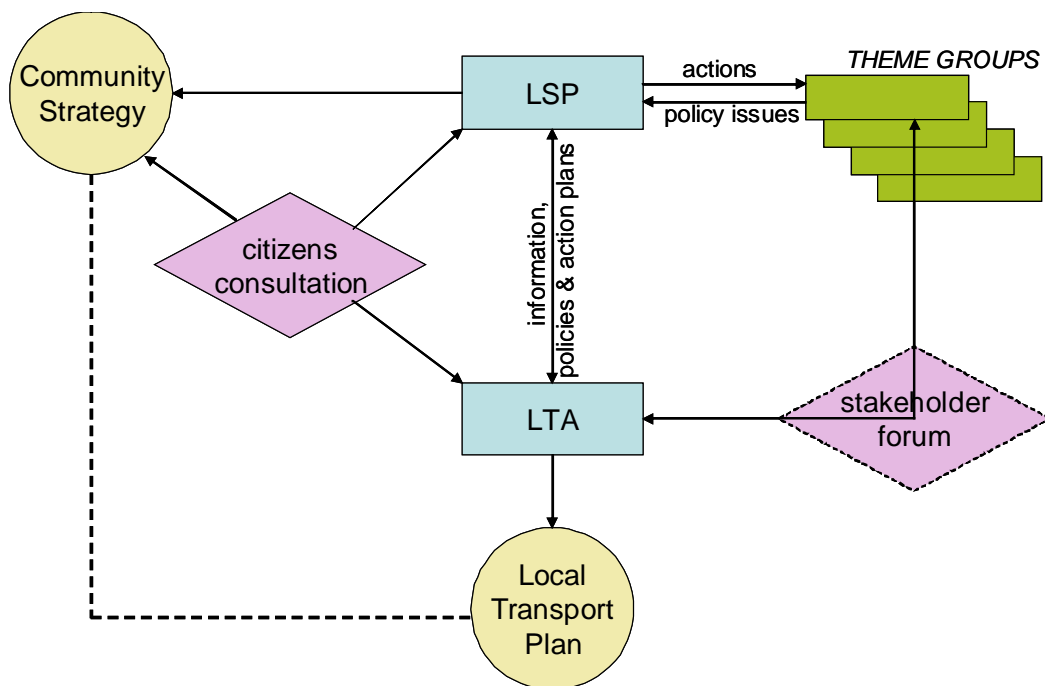 Community
Strategy
LSP
actions
policy issues
THEME GROUPS
citizens
consultation
information,
policies & action plans
LTA
stakeholder
forum
Local
Transport
Plan